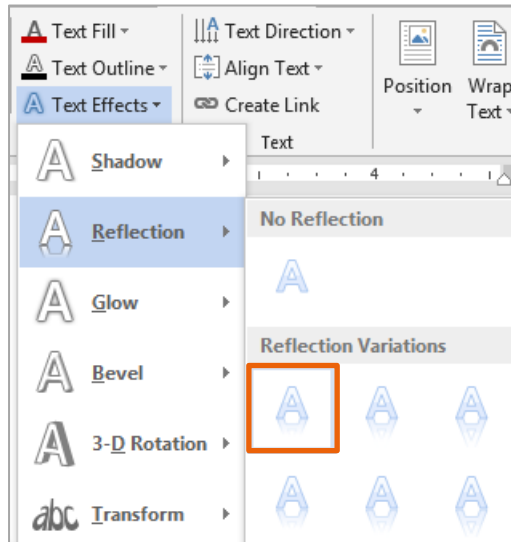 Text Fill
Text Outline
Text Effects
Text Direction
Align Text
Create Link
Text
Position
Wrap
Text
4
Shadow
Reflection
Glow
Bevel
3-D Rotation
abc Transform
No Reflection
A
Reflection Variations
A A A
A A A